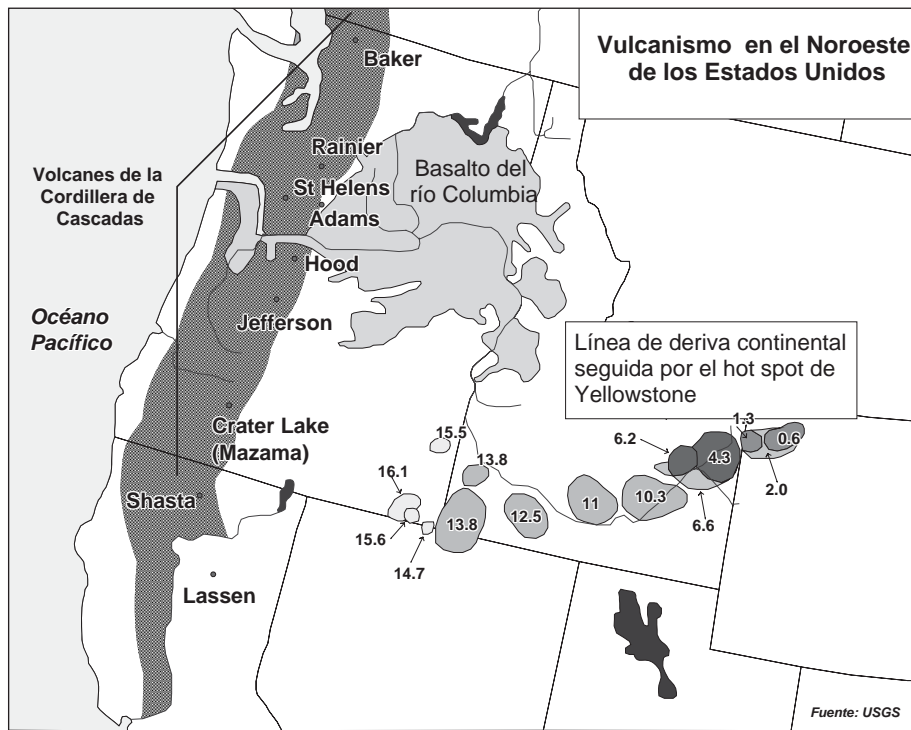 Vulcanismo en el Noroeste
de los Estados Unidos
Baker
Rainier
Basalto del
río Columbia
Volcanes de la
Cordillera de
Cascadas
St Helens
Adams
Hood
Océano
Pacífico
Jefferson
Línea de deriva continental
seguida por el hot spot de
Yellowstone
Crater Lake
(Mazama)
Shasta
Lassen
15.5
13.8
16.1
15.6
14.7
13.8
12.5
11
10.3
6.2
6.6
4.3
1.3
0.6
2.0
Fuente: USGS